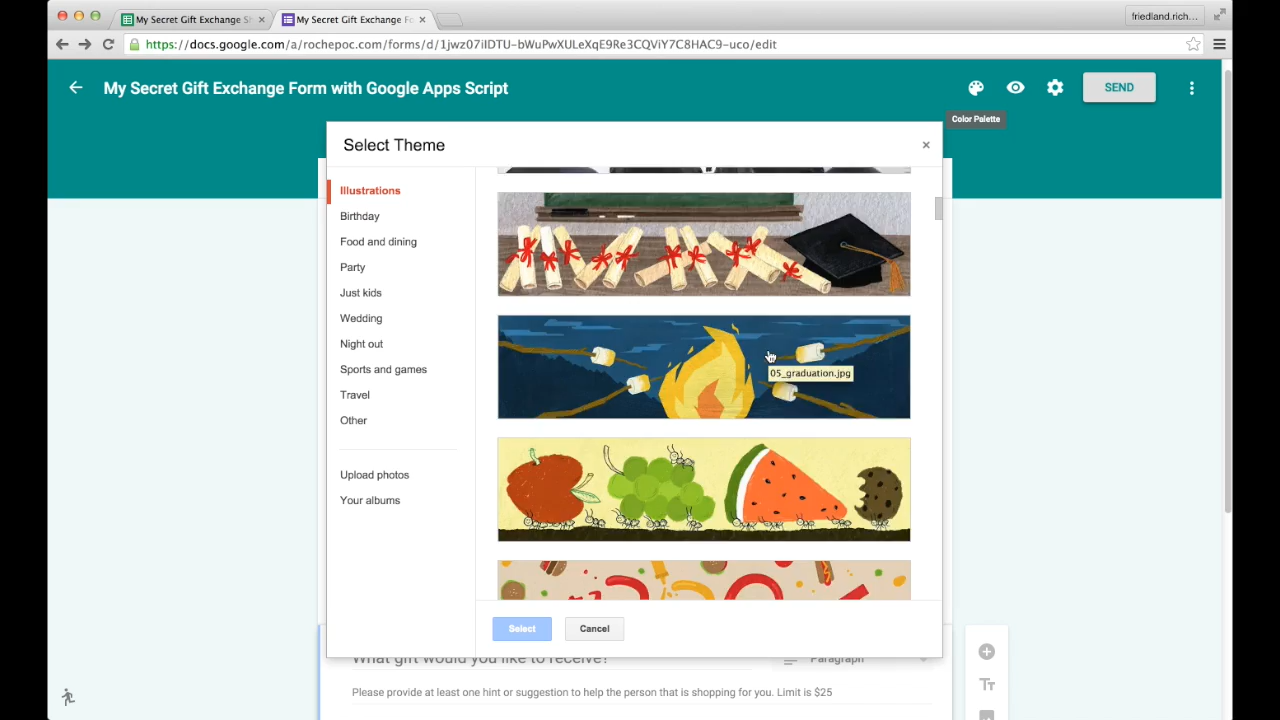 My Secret Gift Exchange S
My Secret Gift Exchange Fo
friedland.rich...
https://docs.google.com/a/rochepoc.com/forms/d/1jwz07iIDTU-bWuPwXULeXqE9Re3CQViY7C8HAC9-uco/edit
My Secret Gift Exchange Form with Google Apps Script
SEND
Color Palette
Select Theme
Illustrations
Birthday
Food and dining
Party
Just kids
Wedding
Night out
Sports and games
Travel
Other
Upload photos
Your albums
05_graduation.jpg
Select
Cancel
What gift would you like to receive?
Paragraph
Please provide at least one hint or suggestion to help the person that is shopping for you. Limit is $25
Tт